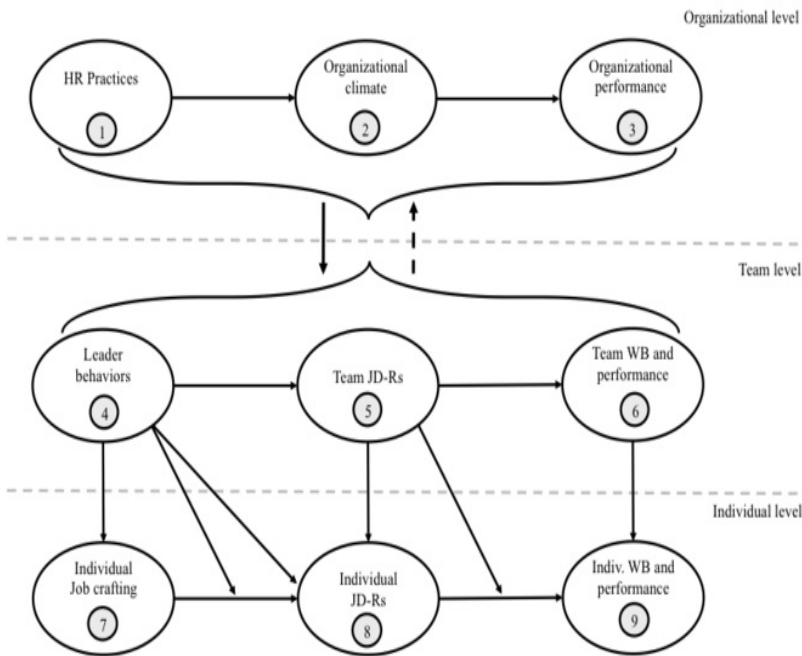 Organizational level
HR Practices
1
Organizational
climate
2
Organizational
performance
3
Team level
Leader
behaviors
4
Team JD-Rs
5
Team WB and
performance
6
Individual level
Individual
Job crafting
7
Individual
JD-Rs
8
Indiv. WB and
performance
9